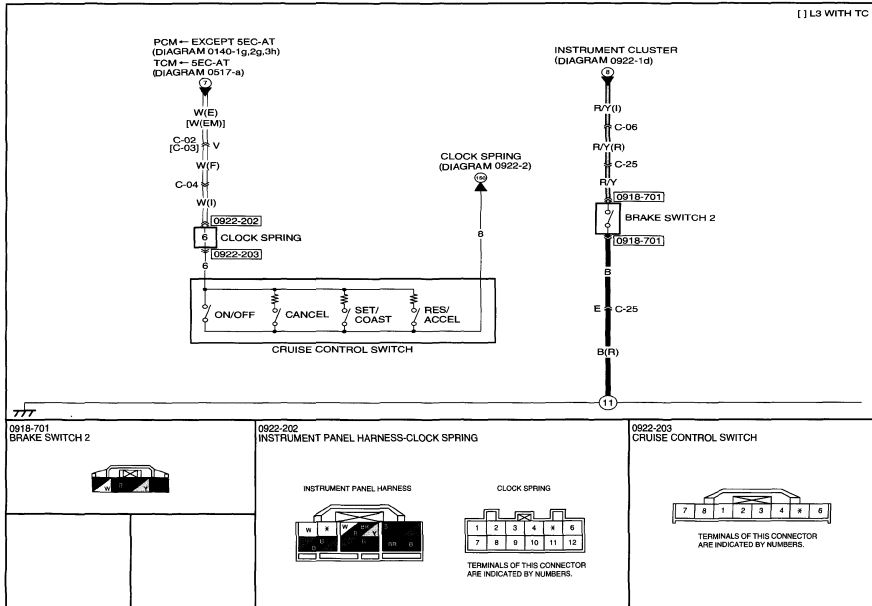 [ ] L3 WITH TC
PCM ← EXCEPT 5EC-AT
(DIAGRAM 0140-1g,2g,3h)
TCM ← 5EC-AT
(DIAGRAM 0517-a)
7
W(E)
[W(EM)]
C-02
[C-03]
V
W(F)
C-04
W(I)
0922-202
6
CLOCK SPRING
0922-203
6
CLOCK SPRING
(DIAGRAM 0922-2)
8
ON/OFF
CANCEL
SET/
COAST
RES/
ACCEL
CRUISE CONTROL SWITCH
INSTRUMENT CLUSTER
(DIAGRAM 0922-1d)
R/Y(I)
C-06
R/Y(R)
C-25
R/Y
0918-701
BRAKE SWITCH 2
0918-701
B
E
C-25
B(R)
11
0918-701
BRAKE SWITCH 2
W
Y
0922-202
INSTRUMENT PANEL HARNESS-CLOCK SPRING
INSTRUMENT PANEL HARNESS
W * W
Y
CLOCK SPRING
1 2 3 4 * 6
7 8 9 10 11 12
TERMINALS OF THIS CONNECTOR
ARE INDICATED BY NUMBERS.
0922-203
CRUISE CONTROL SWITCH
7 8 1 2 3 4 * 6
TERMINALS OF THIS CONNECTOR
ARE INDICATED BY NUMBERS.